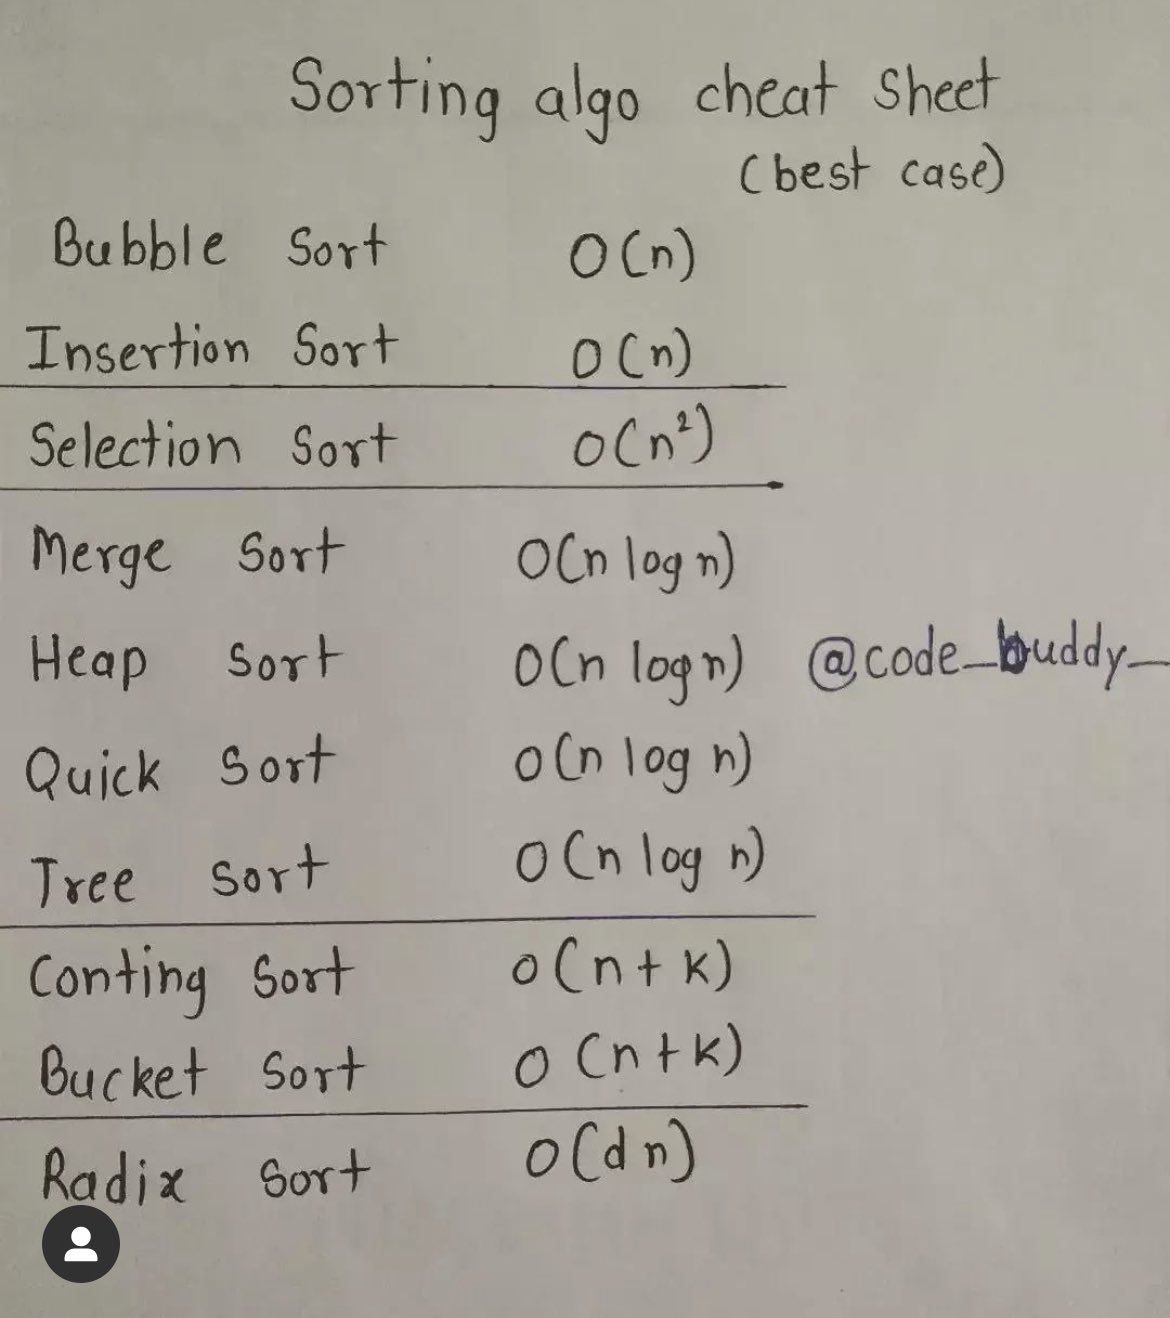 Sorting algo cheat sheet
(best case)
Bubble Sort O(n)
Insertion Sort O(n)
Selection Sort O(n²)
Merge Sort O(n log n)
Heap Sort O(n log n) @code_buddy_
Quick Sort O(n log n)
Tree Sort O(n log n)
Conting Sort O(n+k)
Bucket Sort O(n+k)
Radix Sort O(dn)